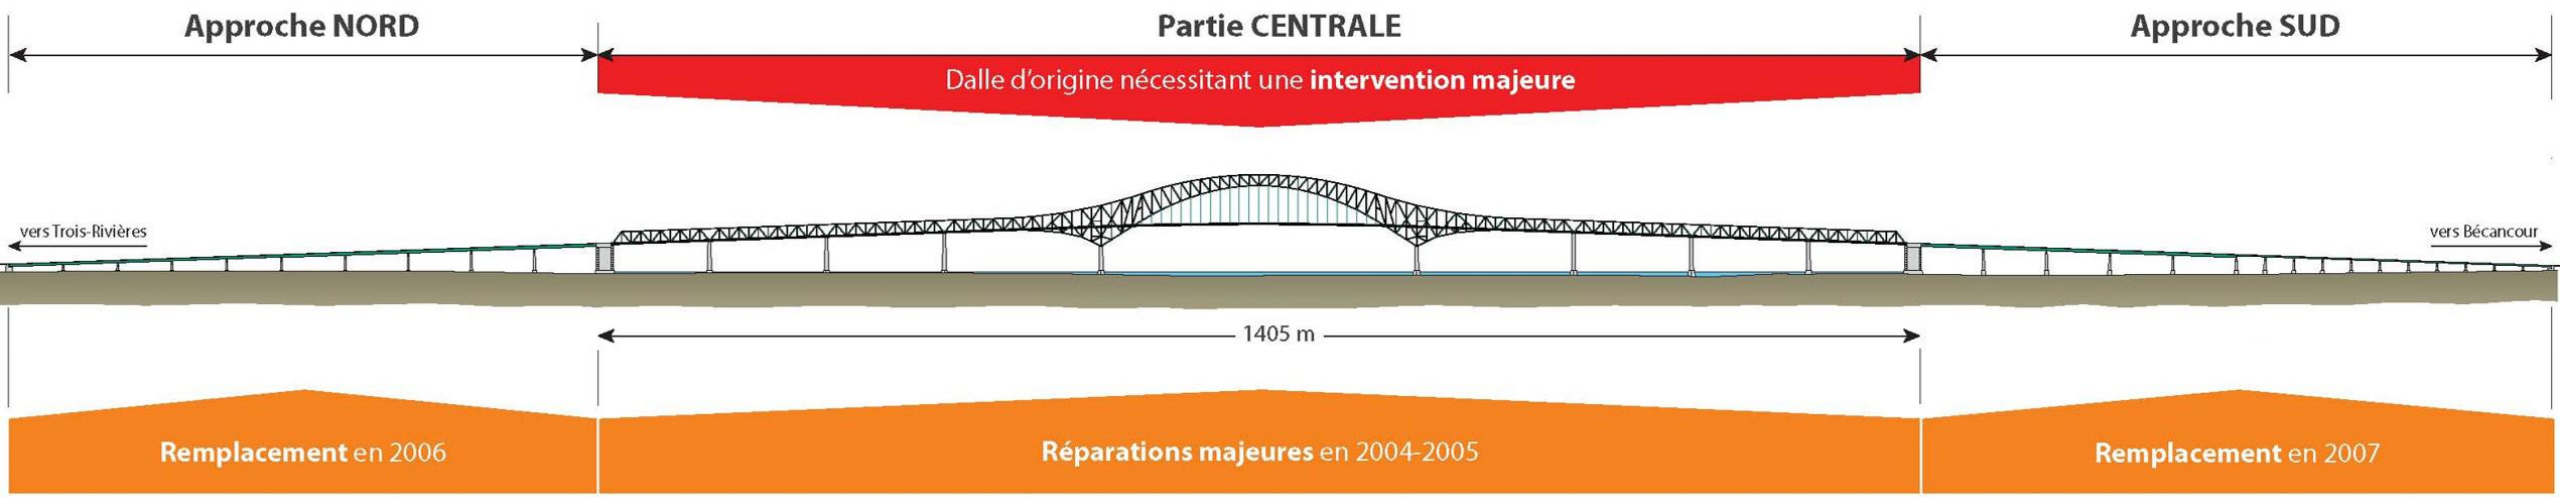 Approche NORD
Partie CENTRALE
Approche SUD
Dalle d'origine nécessitant une intervention majeure
vers Trois-Rivières
vers Bécancour
1405 m
Remplacement en 2006
Réparations majeures en 2004-2005
Remplacement en 2007